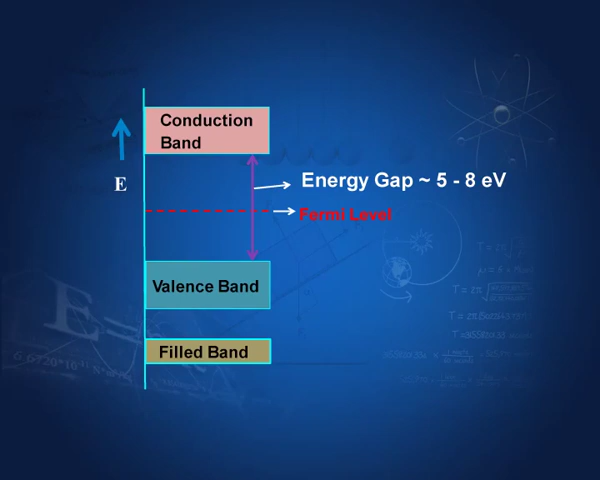 Conduction
Band
E
Energy Gap ~ 5 - 8 eV
Fermi Level
Valence Band
Filled Band